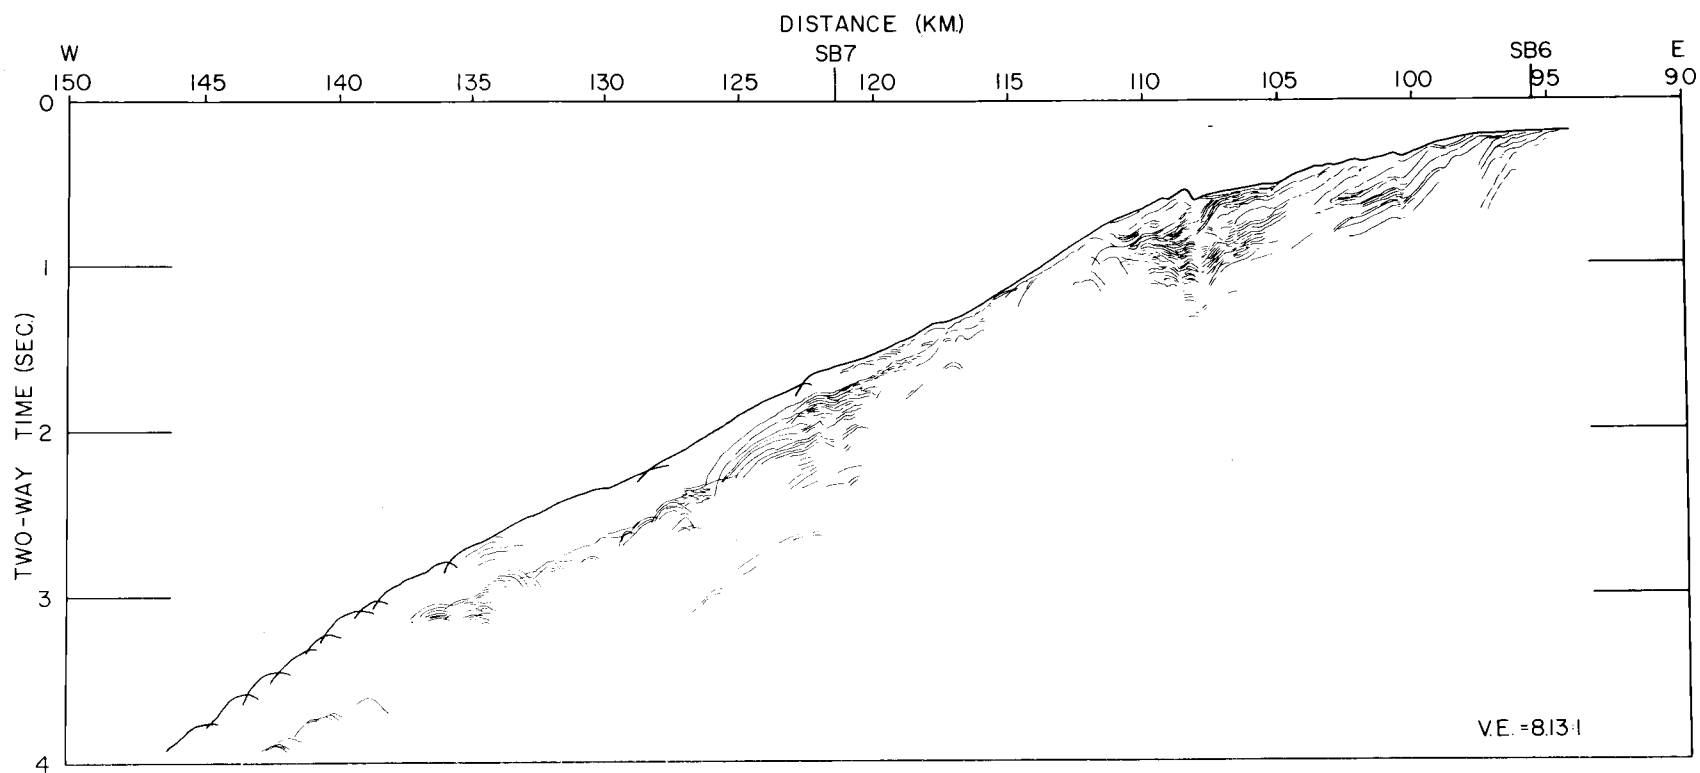 DISTANCE (KM.)
W SB7 SB6 E
150 145 140 135 130 125 120 115 110 105 100 95 90
0
1
2
3
4
TWO-WAY TIME (SEC.)
V.E. =8.13:1